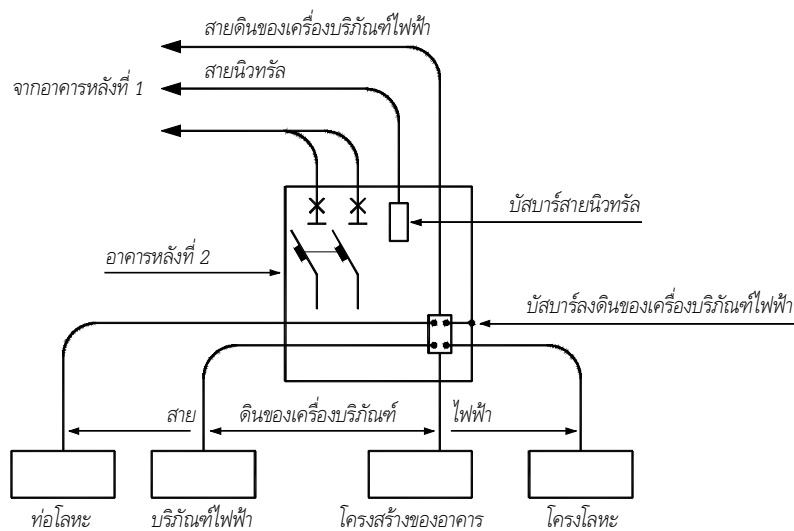 สายดินของเครื่องบริภัณฑ์ไฟฟ้า
สายนิวทรัล
จากอาคารหลังที่ 1
บัสบาร์สายนิวทรัล
อาคารหลังที่ 2
บัสบาร์ลงดินของเครื่องบริภัณฑ์ไฟฟ้า
สาย ดินของเครื่องบริภัณฑ์ ไฟฟ้า
ท่อโลหะ บริภัณฑ์ไฟฟ้า โครงสร้างของอาคาร โครงโลหะ